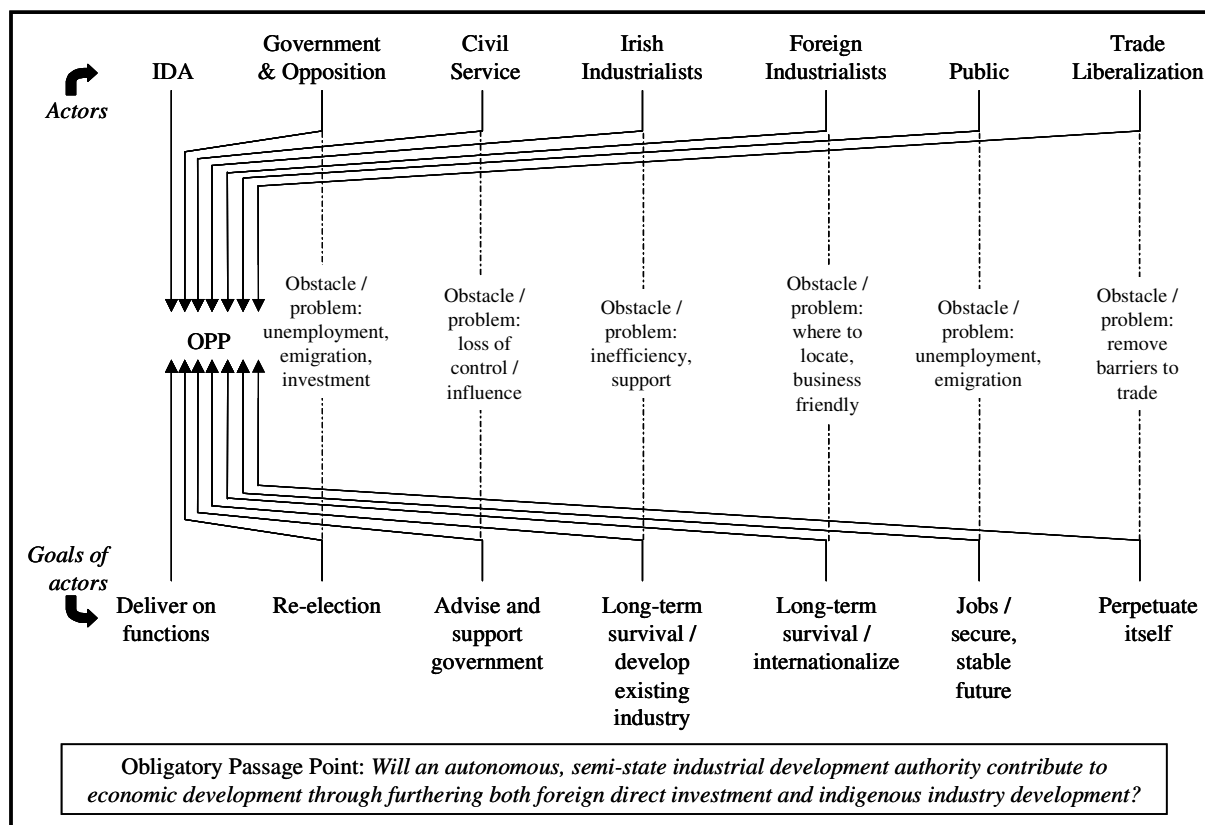 IDA
Government
& Opposition
Civil
Service
Irish
Industrialists
Foreign
Industrialists
Public
Trade
Liberalization
Actors
Obstacle /
problem:
unemployment,
emigration,
investment
Obstacle /
problem:
loss of
control /
influence
Obstacle /
problem:
inefficiency,
support
Obstacle /
problem:
where to
locate,
business
friendly
Obstacle /
problem:
unemployment,
emigration
Obstacle /
problem:
remove
barriers to
trade
OPP
Goals of
actors
Deliver on
functions
Re-election
Advise and
support
government
Long-term
survival /
develop
existing
industry
Long-term
survival /
internationalize
Jobs /
secure,
stable
future
Perpetuate
itself
Obligatory Passage Point: Will an autonomous, semi-state industrial development authority contribute to
economic development through furthering both foreign direct investment and indigenous industry development?